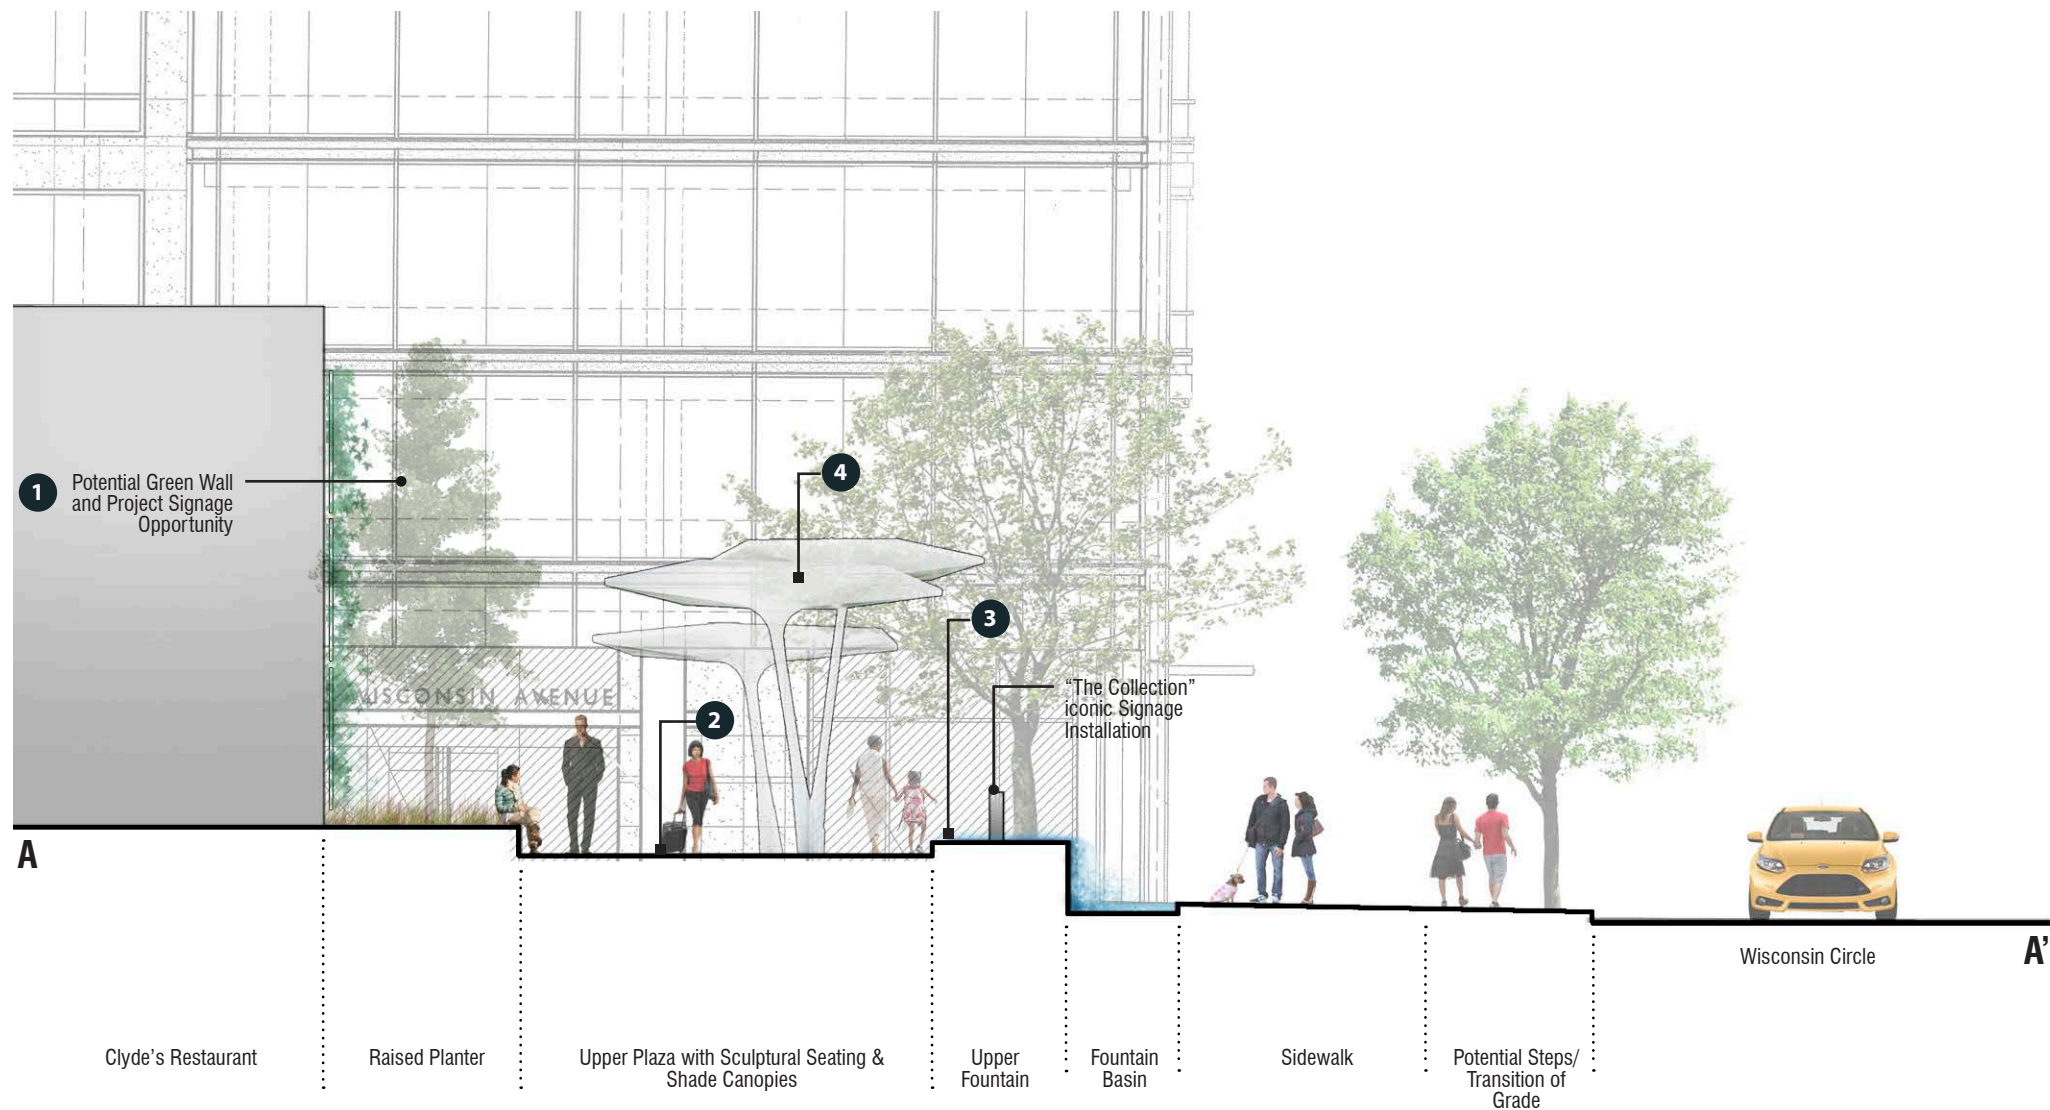 4
1
Potential Green Wall
and Project Signage
Opportunity
3
“The Collection”
iconic Signage
Installation
WISCONSIN AVENUE
2
A
A’
Wisconsin Circle
Clyde’s Restaurant
Raised Planter
Upper Plaza with Sculptural Seating &
Shade Canopies
Upper
Fountain
Fountain
Basin
Sidewalk
Potential Steps/
Transition of
Grade